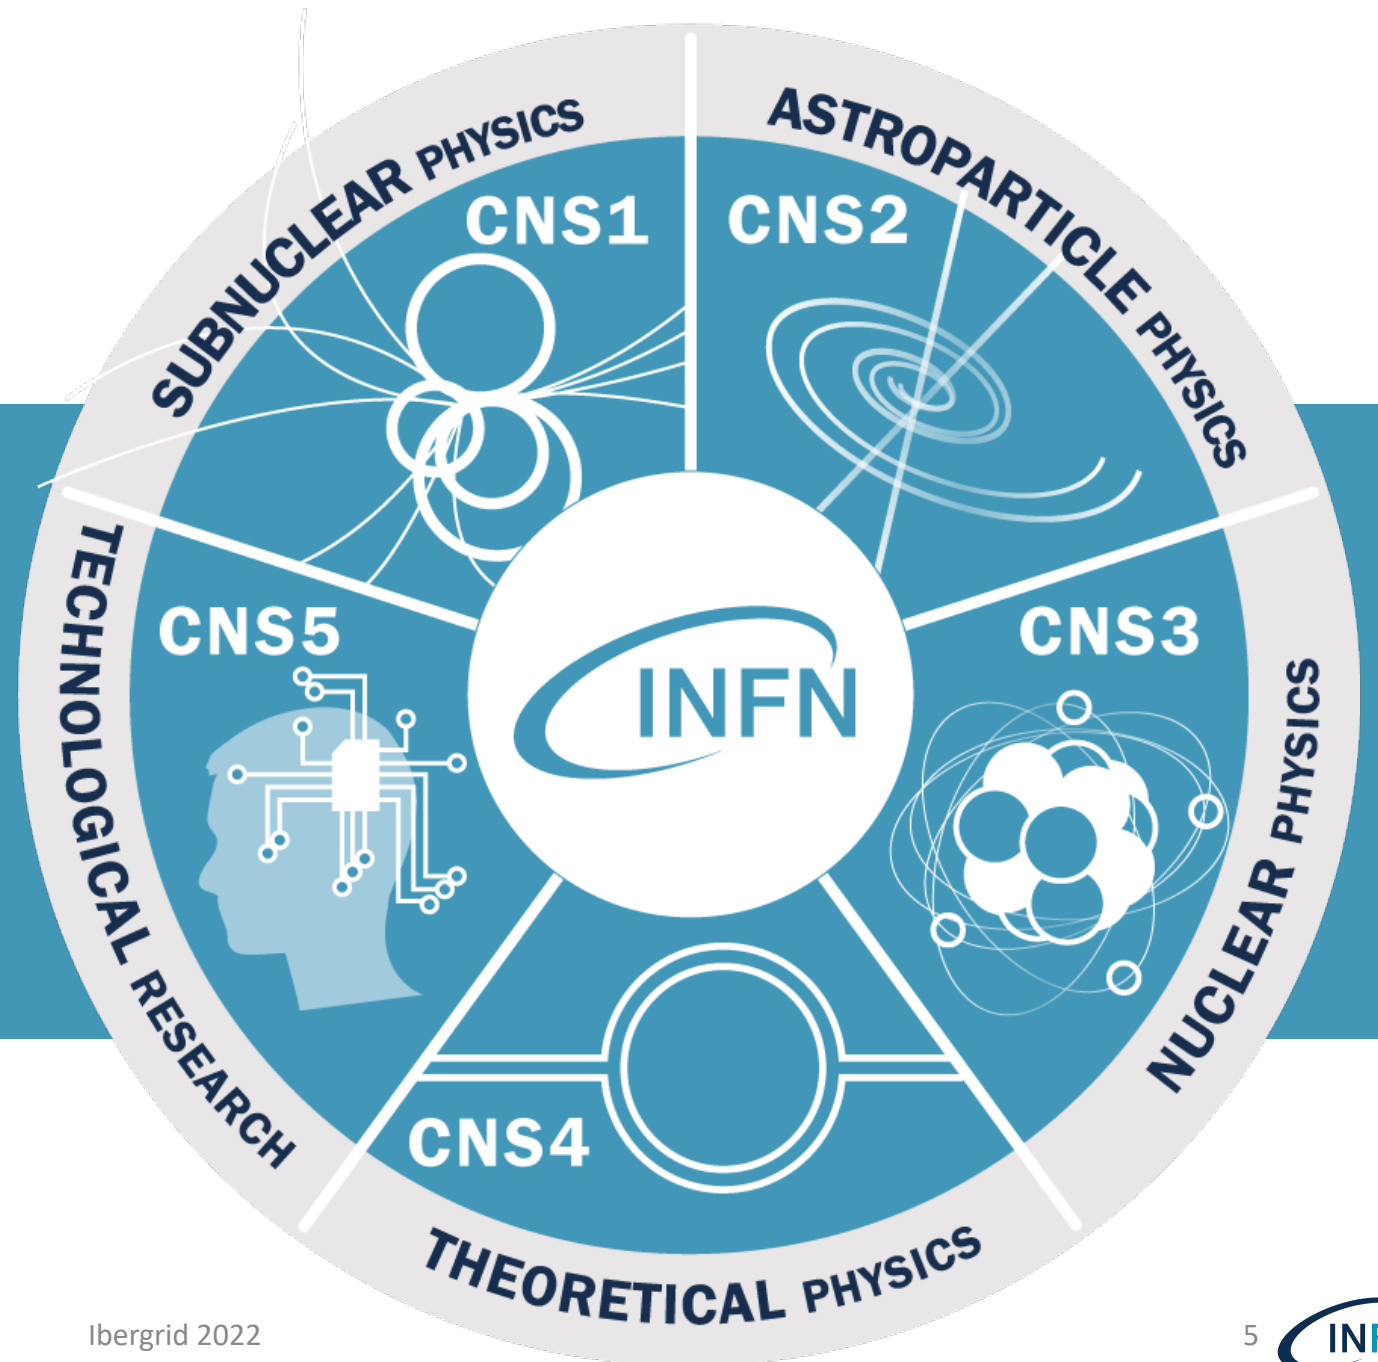 SUBNUCLEAR PHYSICS
ASTROPARTICLE PHYSICS
CNS1
CNS2
TECHNOLOGICAL RESEARCH
CNS5
INFN
CNS3
NUCLEAR PHYSICS
CNS4
THEORETICAL PHYSICS
Ibergrid 2022
5